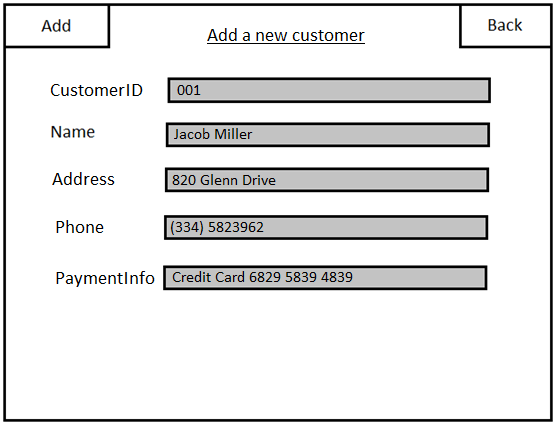 Add
Add a new customer
Back
CustomerID 001
Name Jacob Miller
Address 820 Glenn Drive
Phone (334) 5823962
PaymentInfo Credit Card 6829 5839 4839